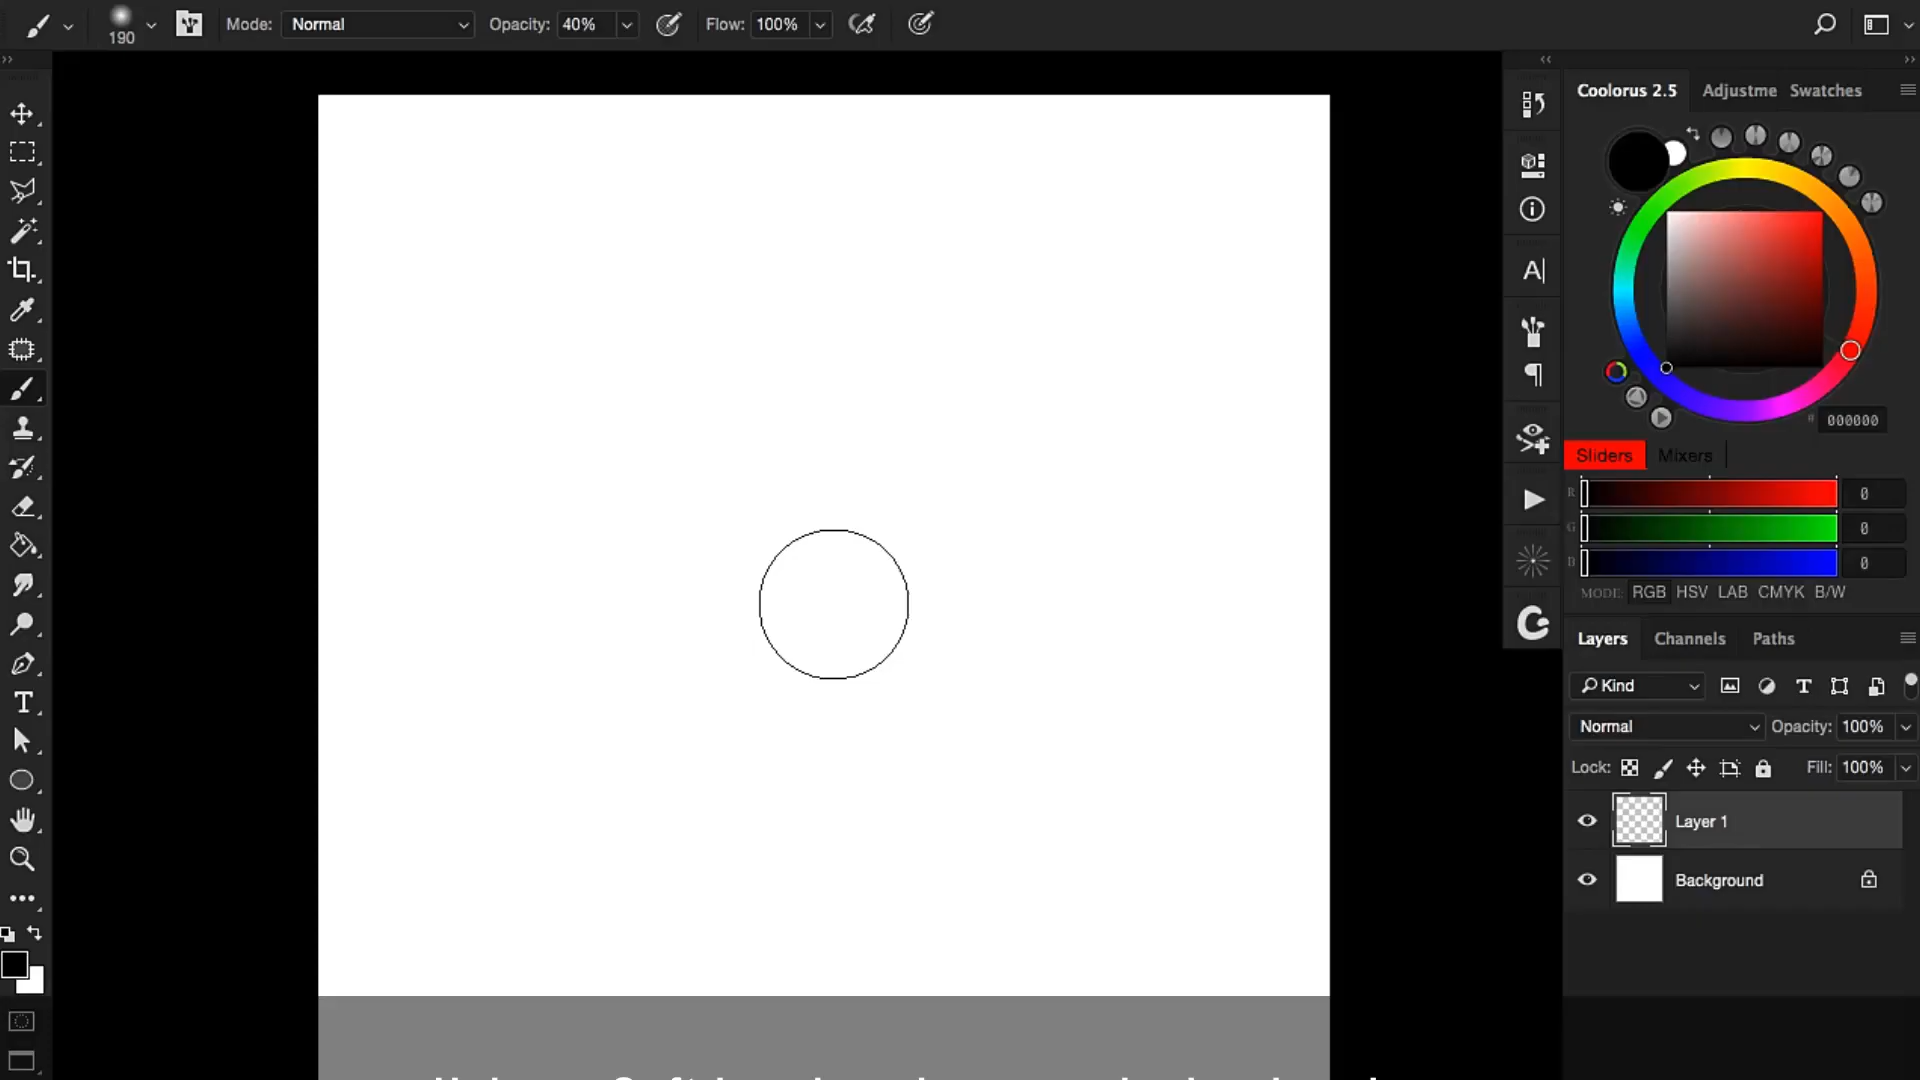 190 Mode: Normal Opacity: 40% Flow: 100%
Coolorus 2.5 Adjustme Swatches
# 000000
Sliders Mixers
R 0
G 0
B 0
MODE: RGB HSV LAB CMYK B/W
Layers Channels Paths
Kind
Normal Opacity: 100%
Lock: Fill: 100%
Layer 1
Background